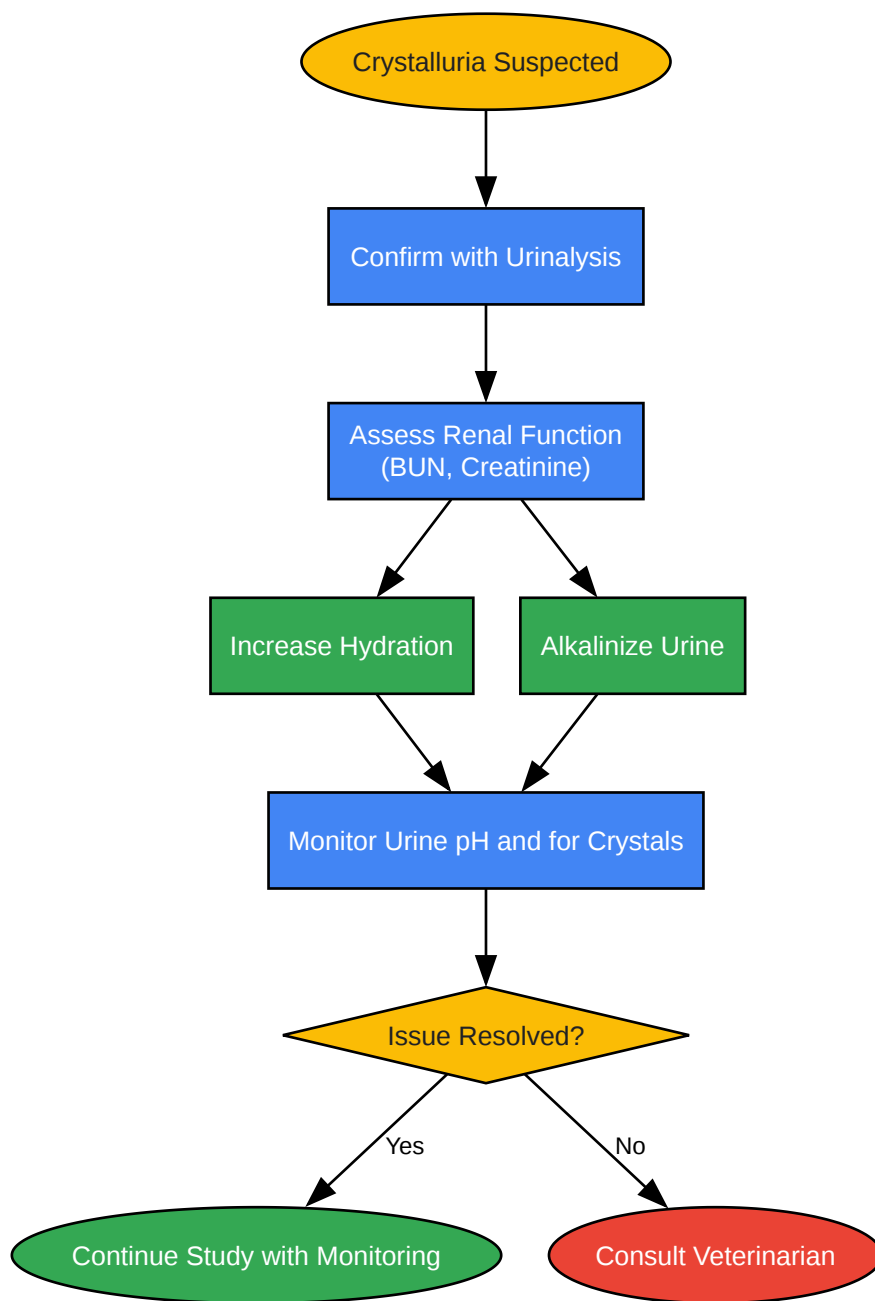 Crystalluria Suspected
Confirm with Urinalysis
Assess Renal Function
(BUN, Creatinine)
Increase Hydration
Alkalinize Urine
Monitor Urine pH and for Crystals
Issue Resolved?
Yes
No
Continue Study with Monitoring
Consult Veterinarian